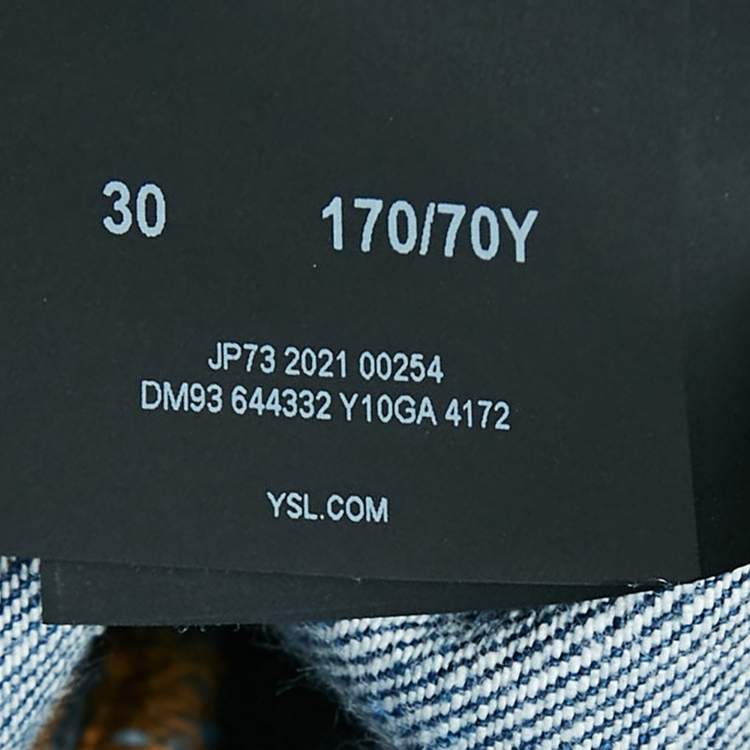 30 170/70Y
JP73 2021 00254
DM93 644332 Y10GA 4172
YSL.COM